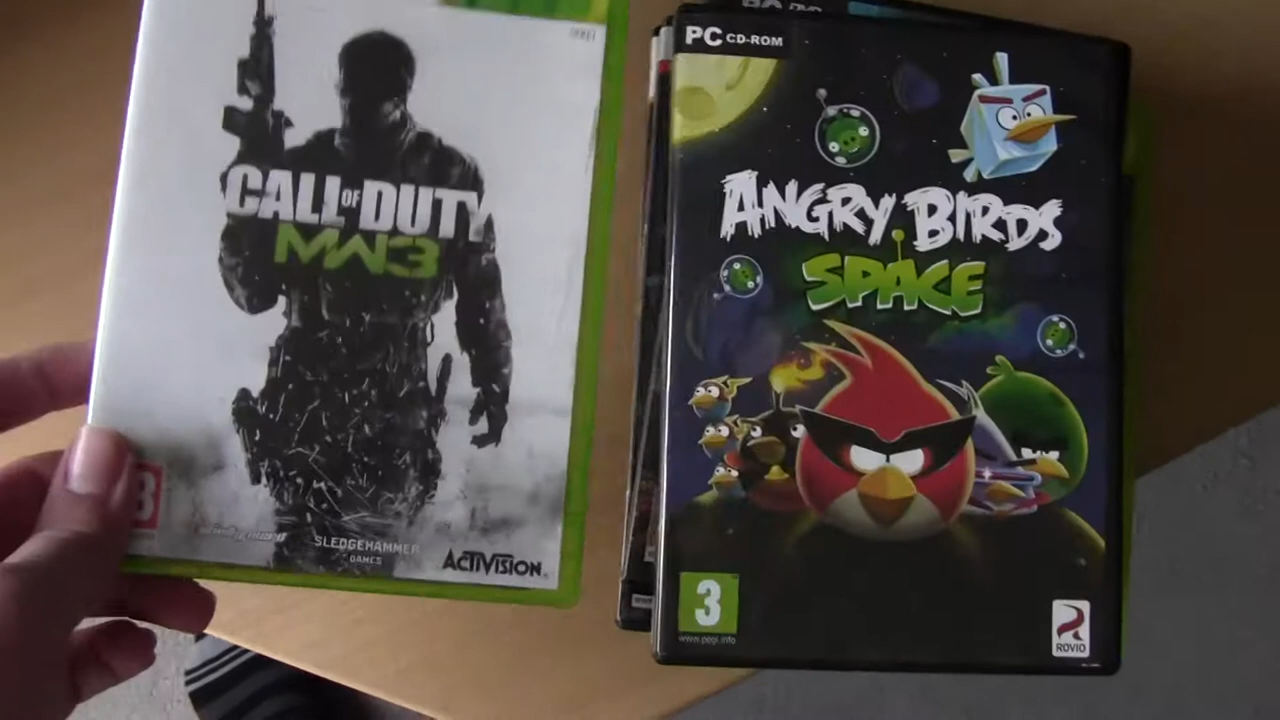 CALL OF DUTY
MW3
SLEDGEHAMMER
GAMES
ACTIVISION
PC CD-ROM
ANGRY BIRDS
SPACE
3
www.pegi.info
ROVIO